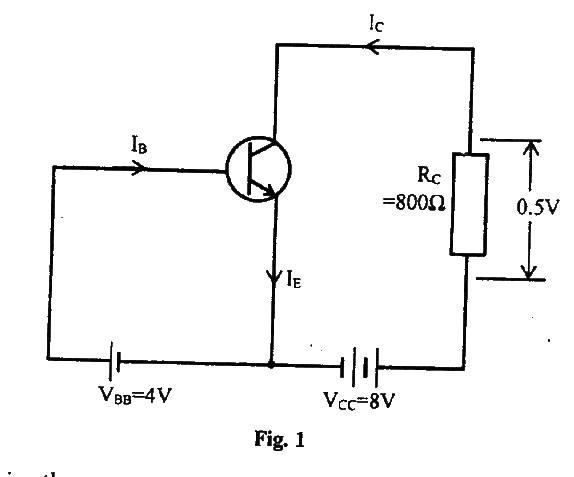 I_C
I_B
R_C
=800Ω
0.5V
I_E
V_BB=4V
V_CC=8V
Fig. 1